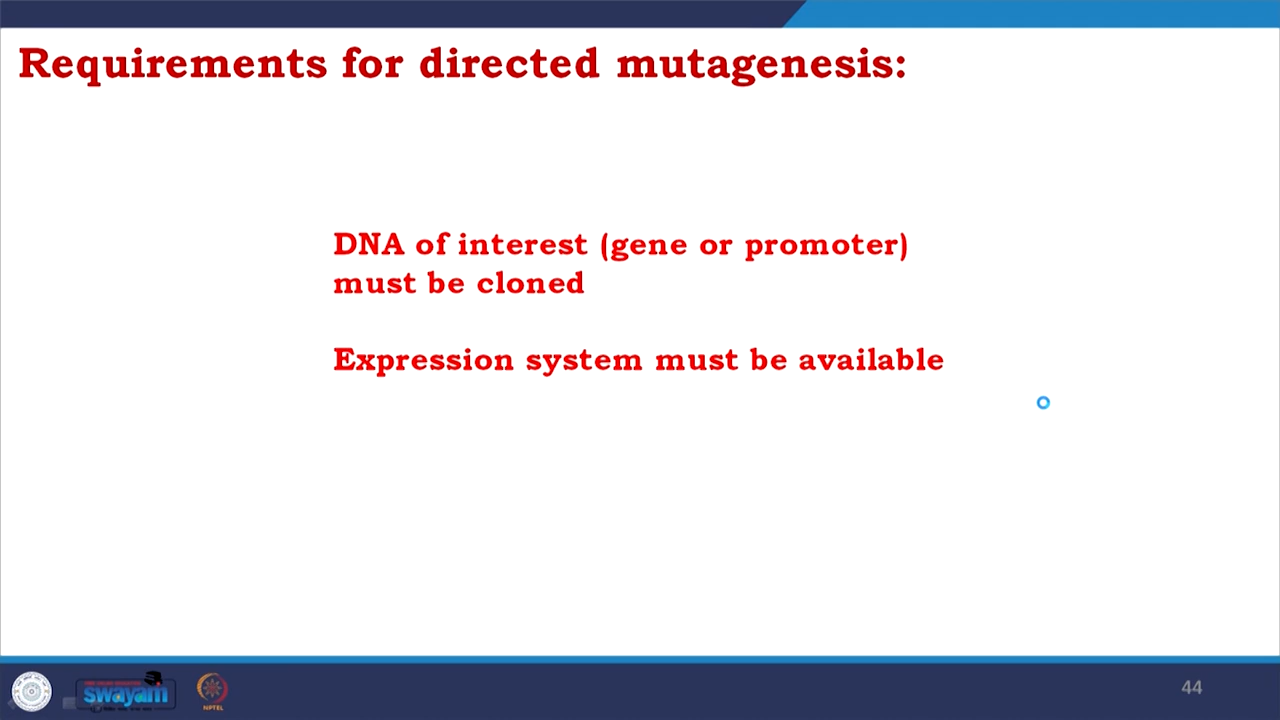 Requirements for directed mutagenesis:
DNA of interest (gene or promoter)
must be cloned
Expression system must be available
swayam
NPTEL
44